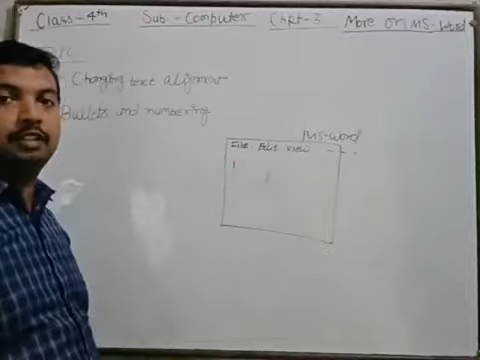 Class-4th Sub-Computer Chpt-3 More on MS-Word
Changing text alignment
Bullets and numbering
MS-Word
File Edit View